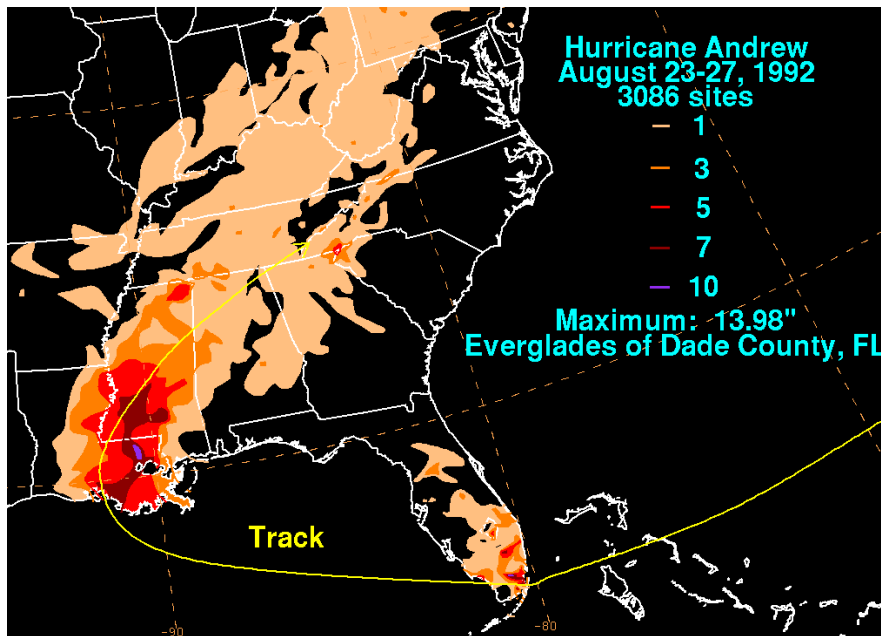 Hurricane Andrew
August 23-27, 1992
3086 sites
1
3
5
7
10
Maximum: 13.98"
Everglades of Dade County, FL
Track
-90
-80